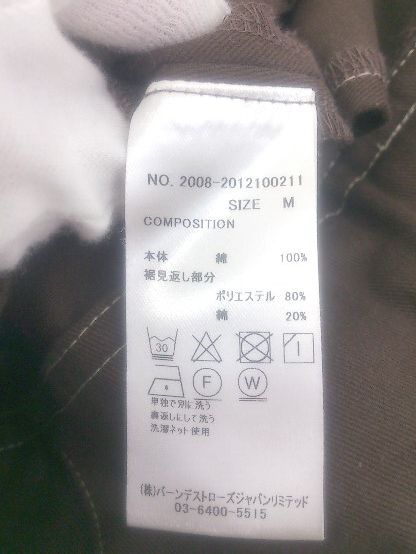 NO. 2008-2012100211
SIZE M
COMPOSITION
本体 綿 100%
裾見返し部分
ポリエステル 80%
綿 20%
30
F W
単独で別に洗う
裏返しにして洗う
洗濯ネット使用
(株)バーンデストローズジャパンリミテッド
03-6400-5515